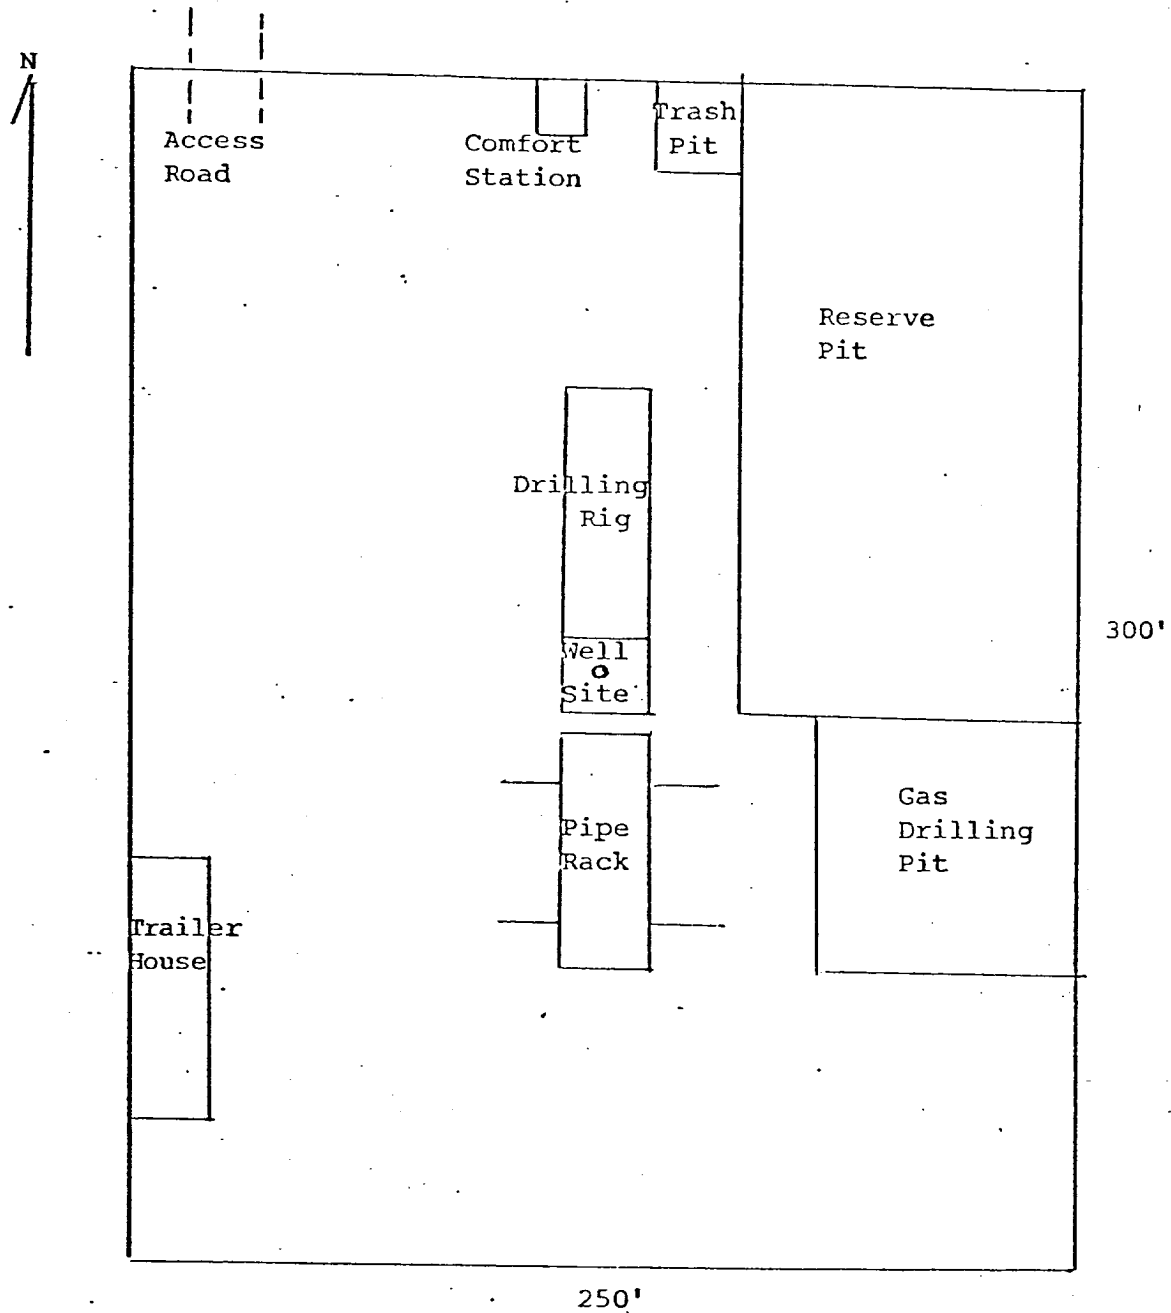 N
Access
Road
Comfort
Station
Trash
Pit
Reserve
Pit
Drilling
Rig
300'
Well
Site
Gas
Drilling
Pit
Pipe
Rack
Trailer
House
250'